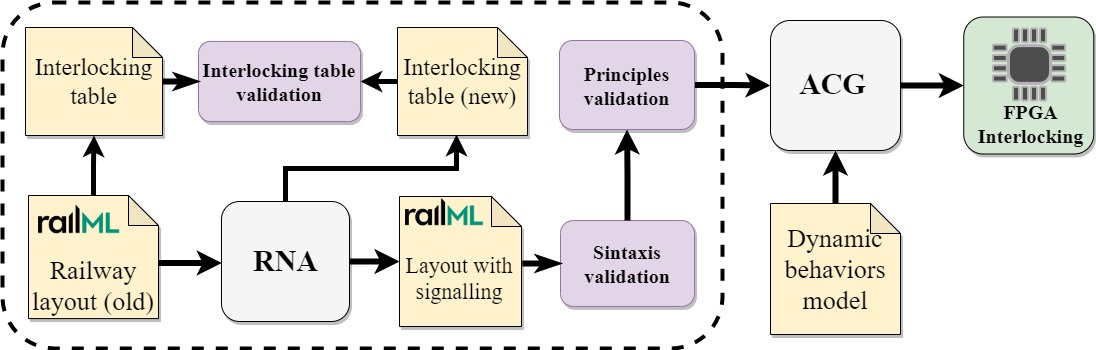 Interlocking
table
Interlocking table
validation
Interlocking
table (new)
Principles
validation
ACG
FPGA
Interlocking
railML
Railway
layout (old)
RNA
railML
Layout with
signalling
Sintaxis
validation
Dynamic
behaviors
model